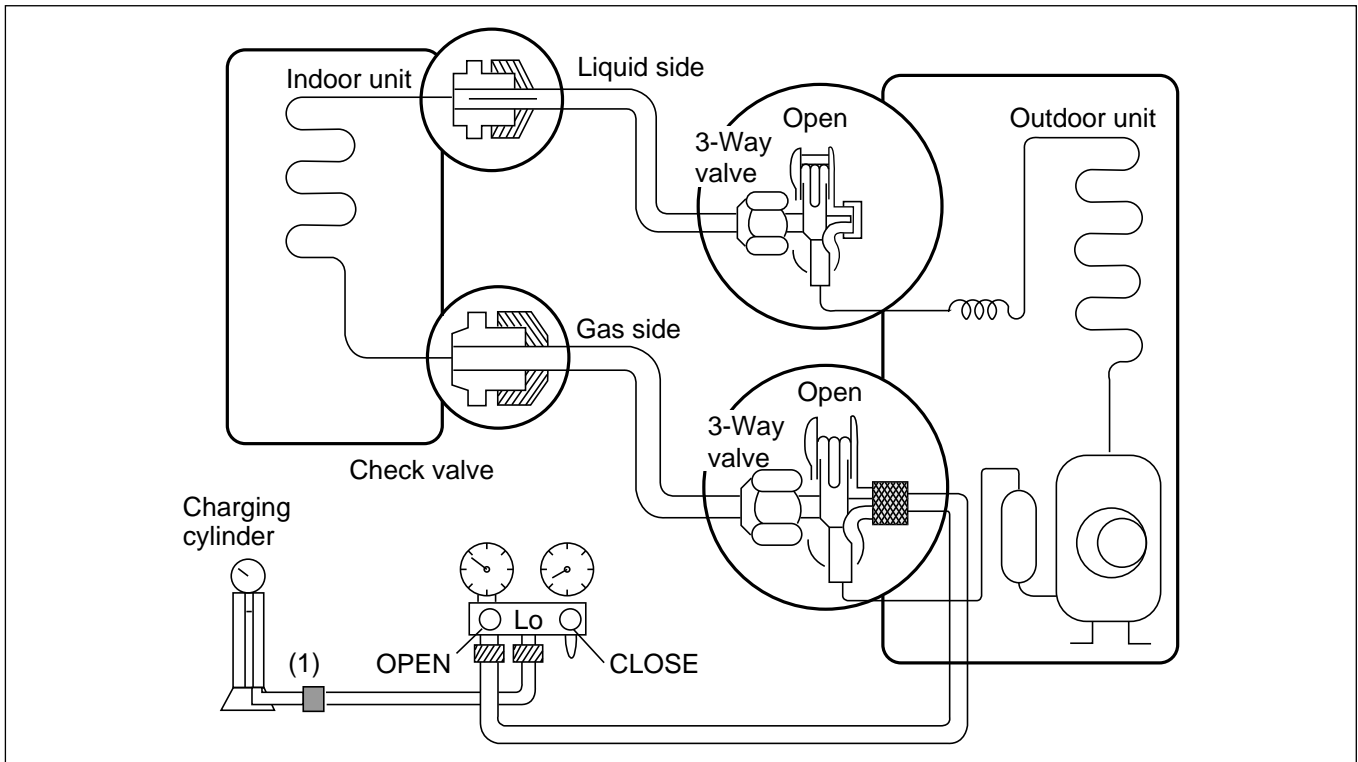 Indoor unit
Liquid side
Open
3-Way
valve
Outdoor unit
Gas side
Open
3-Way
valve
Check valve
Charging
cylinder
Lo
(1)
OPEN
CLOSE